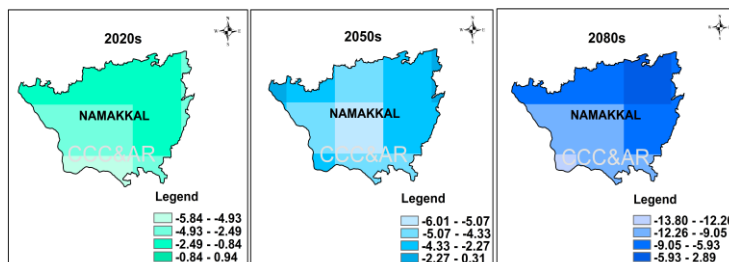 2020s
NAMAKKAL
CCC&AR
Legend
-5.84 - -4.93
-4.93 - -2.49
-2.49 - -0.84
-0.84 - 0.94
2050s
NAMAKKAL
CCC&AR
Legend
-6.01 - -5.07
-5.07 - -4.33
-4.33 - -2.27
-2.27 - 0.31
2080s
NAMAKKAL
CCC&AR
Legend
-13.80 - -12.26
-12.26 - -9.05
-9.05 - -5.93
-5.93 - 2.89